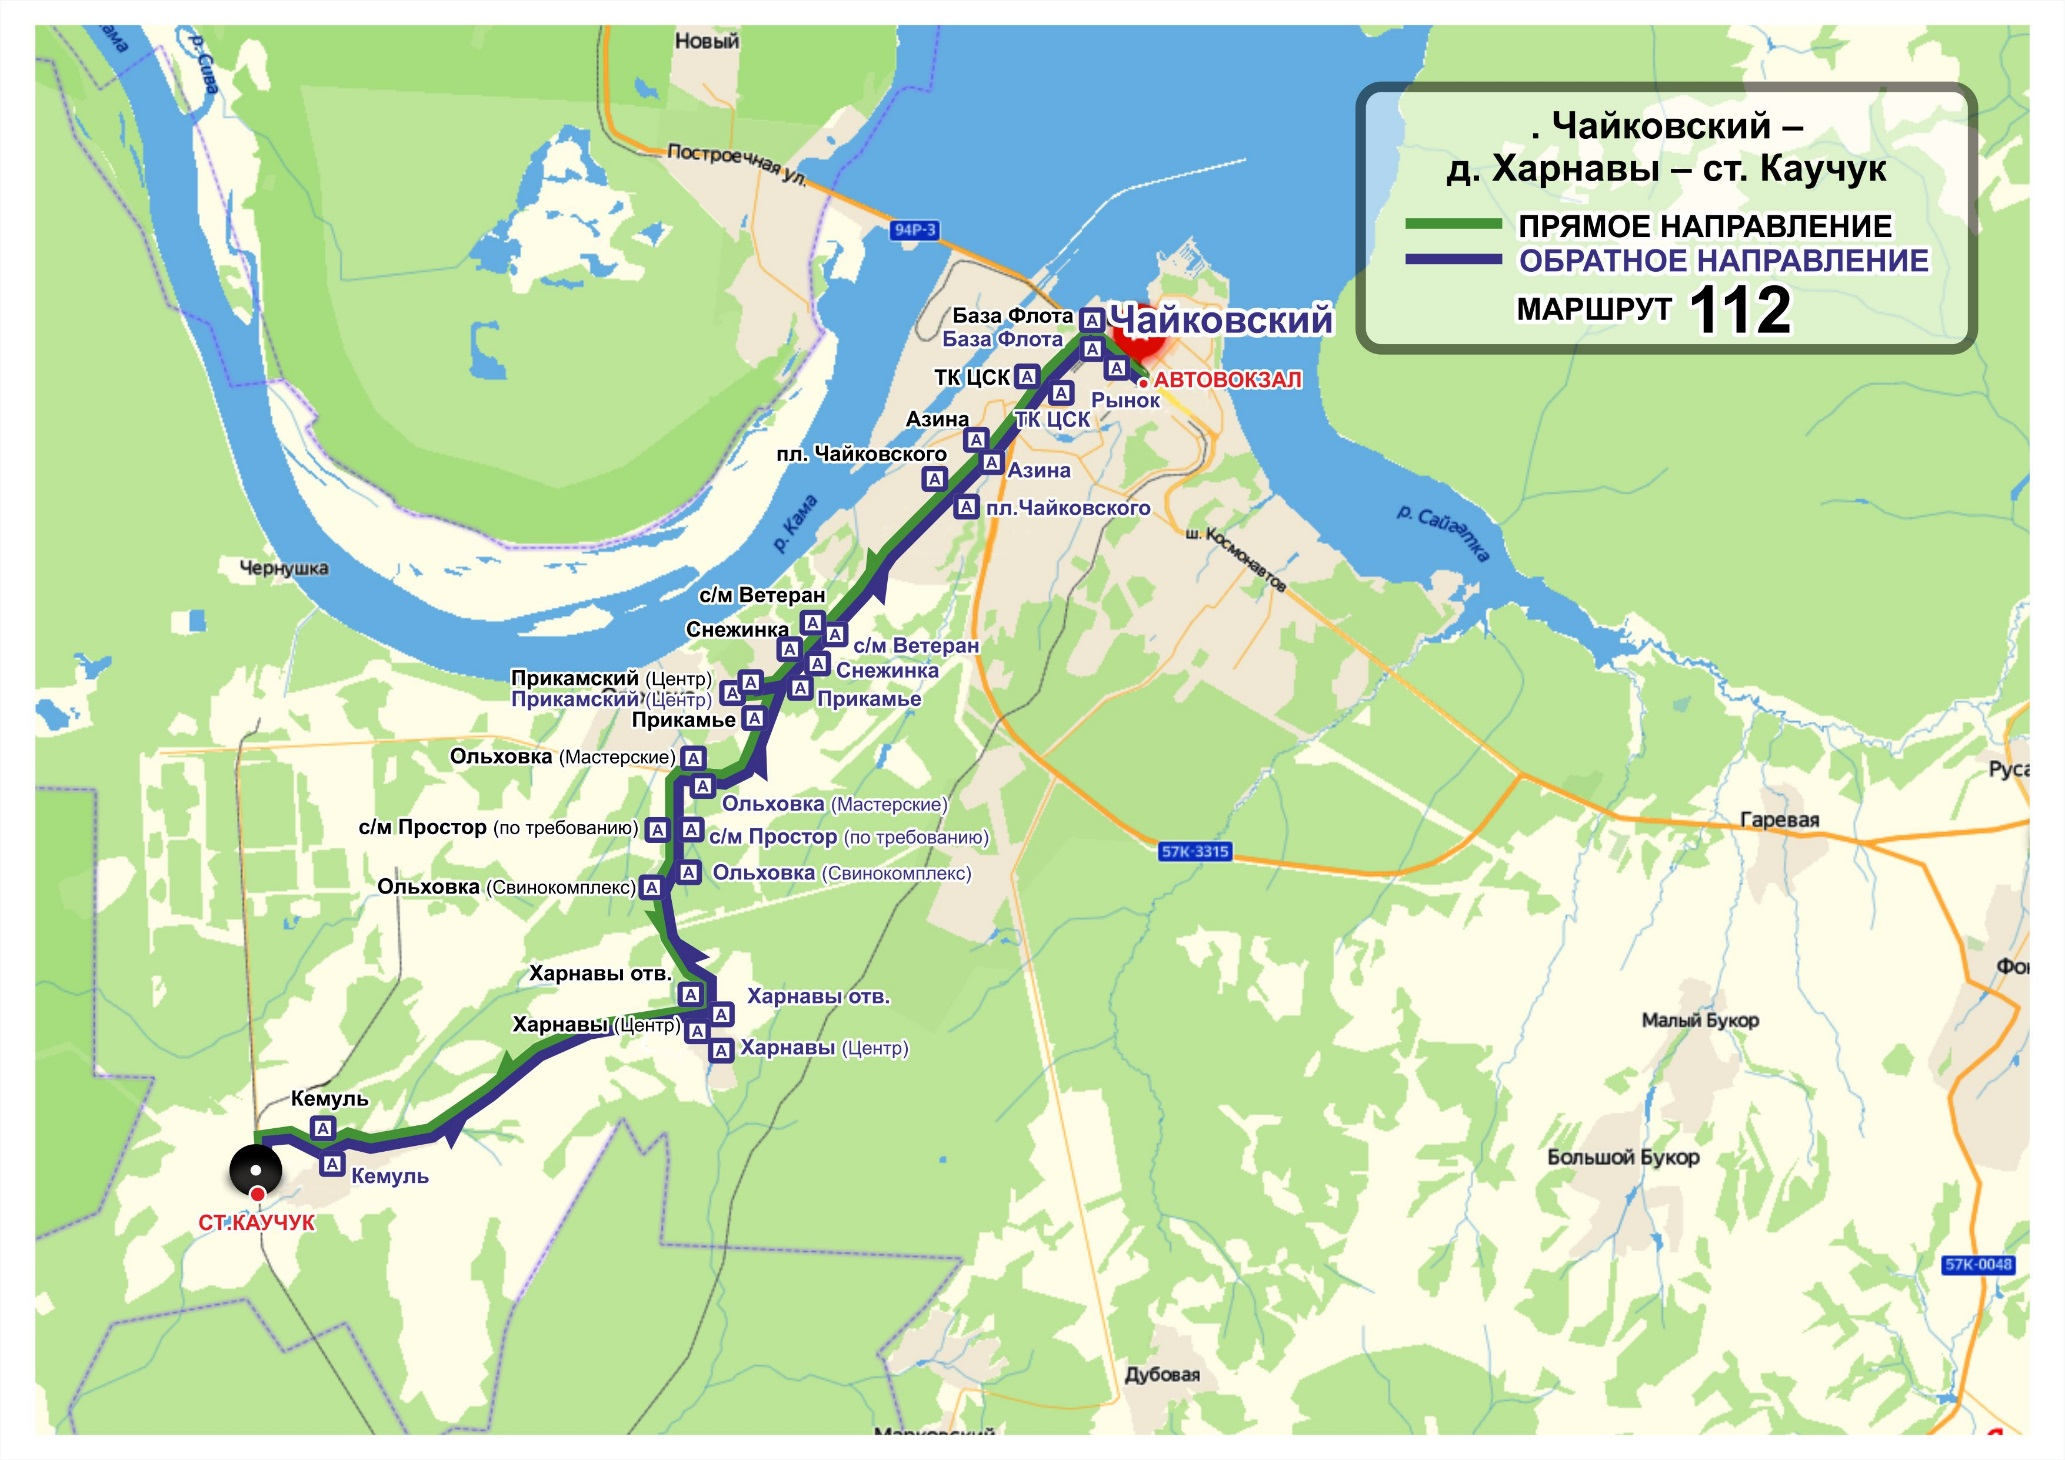 р. Сива
Новый
Построечная ул.
94Р-3
. Чайковский –
д. Харнавы – ст. Каучук
ПРЯМОЕ НАПРАВЛЕНИЕ
ОБРАТНОЕ НАПРАВЛЕНИЕ
МАРШРУТ 112
База Флота
А
Чайковский
База Флота
А
ТК ЦСК
А
А
АВТОВОКЗАЛ
А
Рынок
ТК ЦСК
Азина
А
пл. Чайковского
А
Азина
А
А
пл.Чайковского
р. Кама
р. Сайгатка
ш. Космонавтов
Чернушка
с/м Ветеран
А
Снежинка
А
А
с/м Ветеран
А
Снежинка
Прикамский (Центр)
А
Прикамский (Центр)
А
А
Прикамье
Прикамье
А
Ольховка (Мастерские)
А
А
Ольховка (Мастерские)
с/м Простор (по требованию)
А
А
с/м Простор (по требованию)
А
Ольховка (Свинокомплекс)
Ольховка (Свинокомплекс)
А
57К-3315
Гаревая
Руса
Фок
Харнавы отв.
А
Харнавы отв.
А
Харнавы (Центр)
А
А
Харнавы (Центр)
Малый Букор
Кемуль
А
А
Кемуль
Большой Букор
СТ.КАУЧУК
57К-0048
Дубовая
Марковский